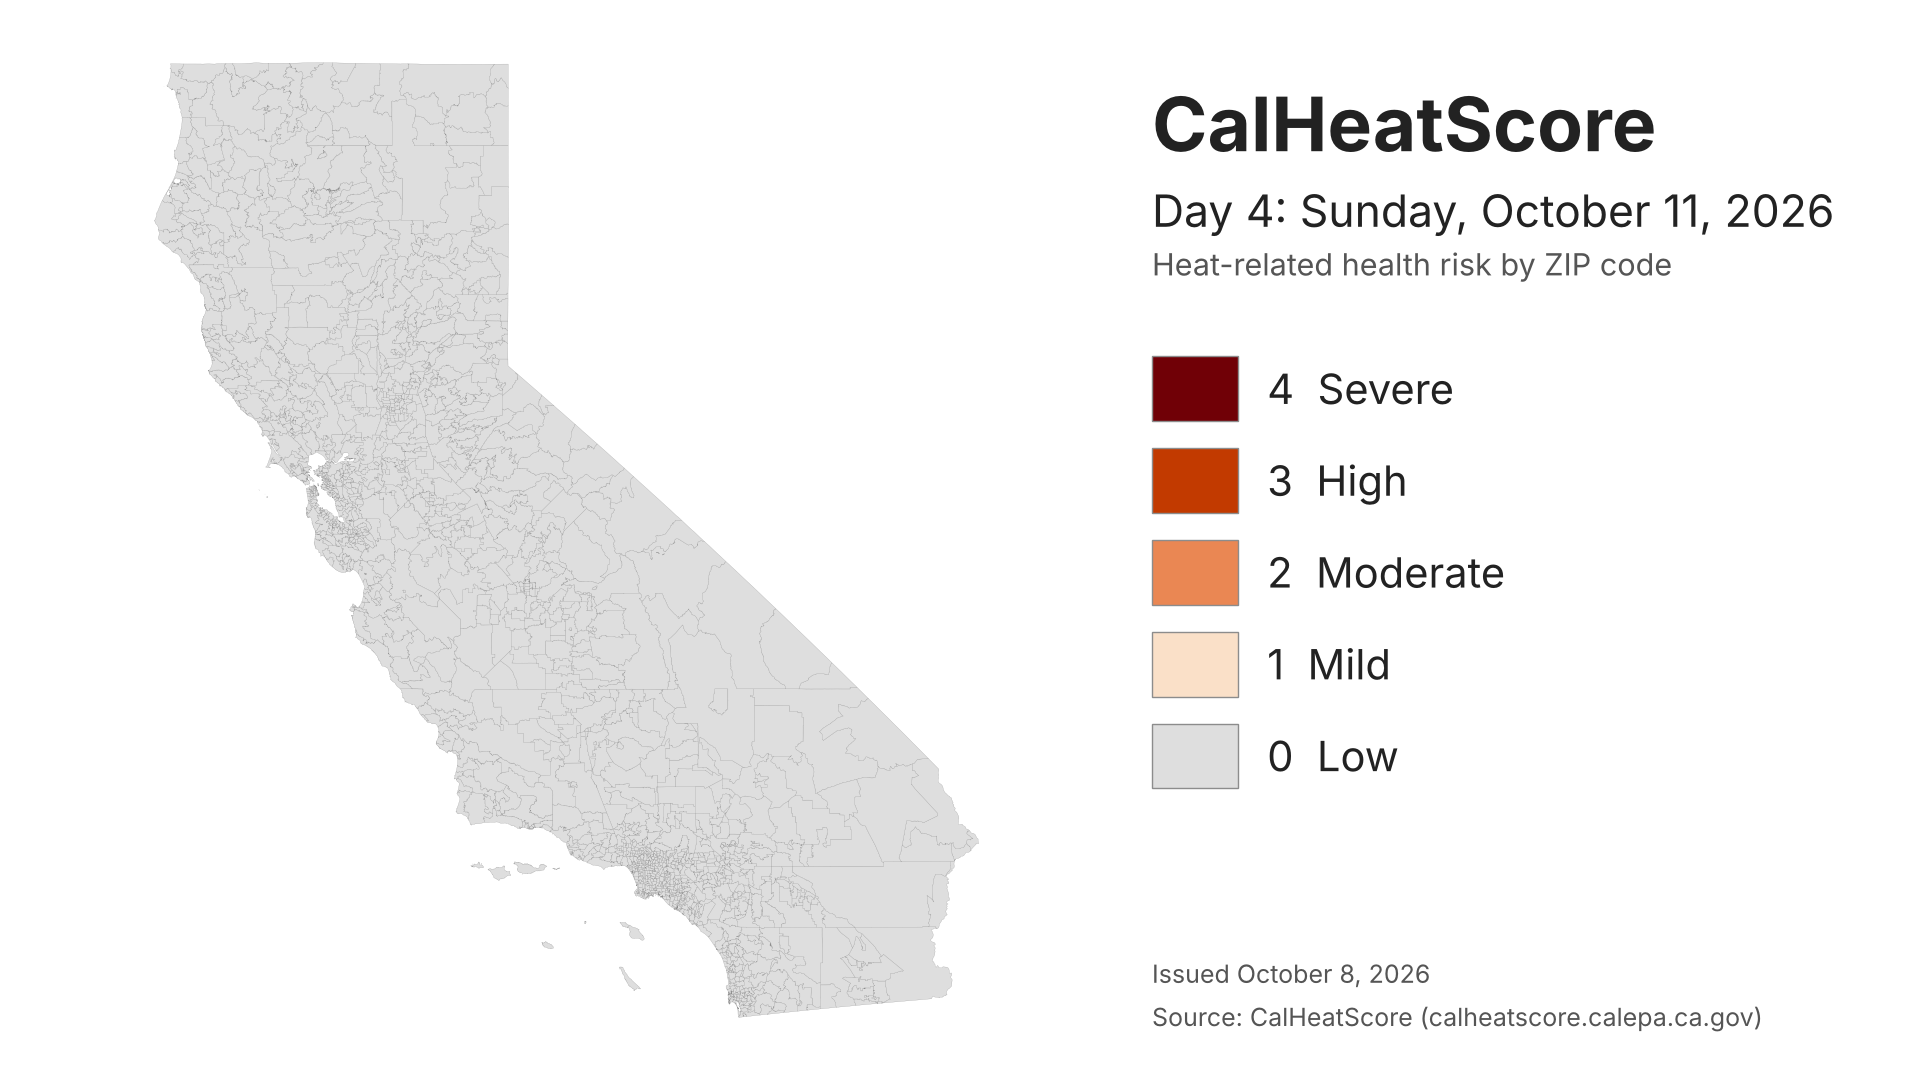 CalHeatScore
Day 4: Sunday, October 11, 2026
Heat-related health risk by ZIP code
4 Severe
3 High
2 Moderate
1 Mild
0 Low
Issued October 8, 2026
Source: CalHeatScore (calheatscore.calepa.ca.gov)